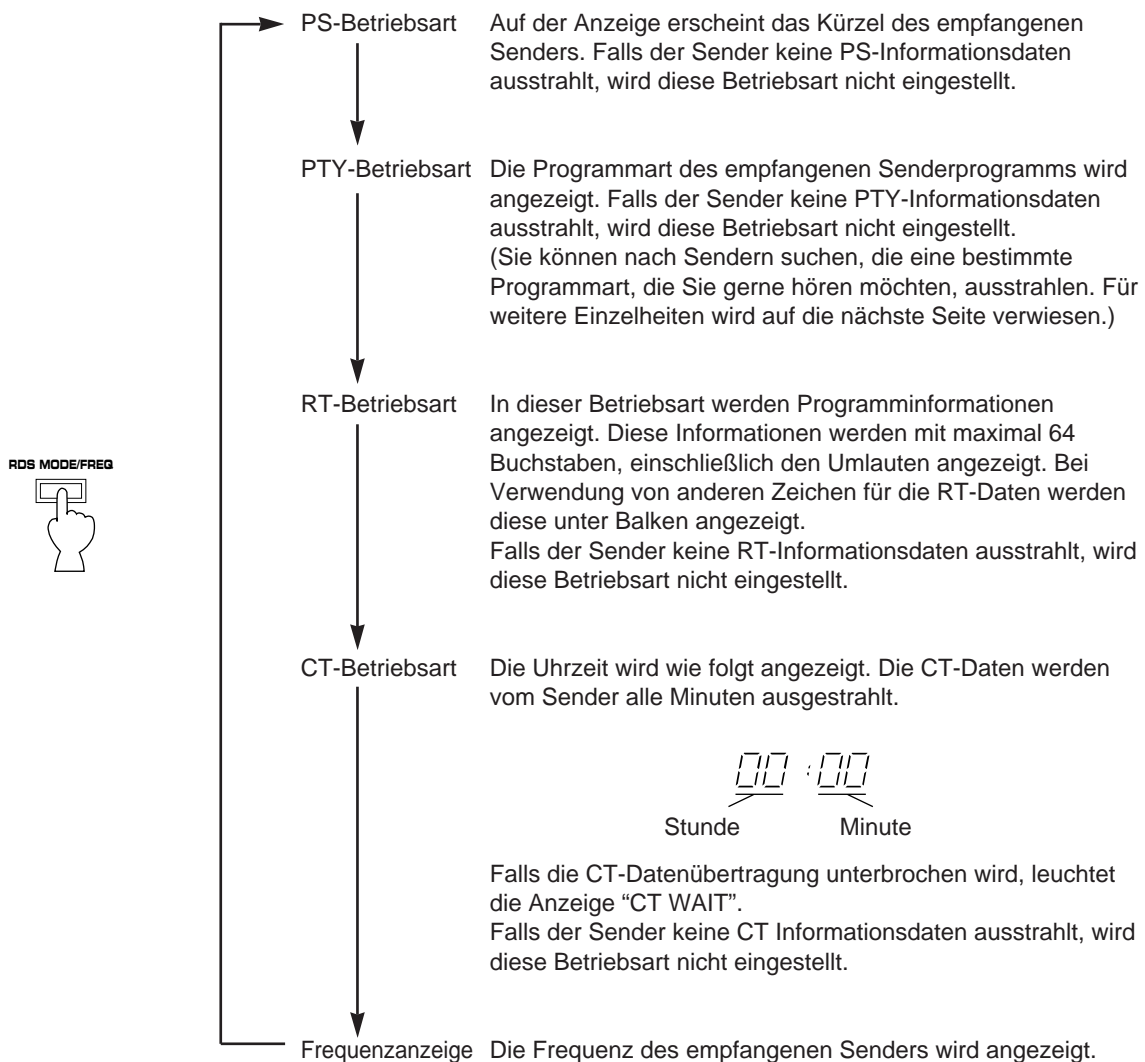 PS-Betriebsart Auf der Anzeige erscheint das Kürzel des empfangenen
Senders. Falls der Sender keine PS-Informationsdaten
ausstrahlt, wird diese Betriebsart nicht eingestellt.
PTY-Betriebsart Die Programmart des empfangenen Senderprogramms wird
angezeigt. Falls der Sender keine PTY-Informationsdaten
ausstrahlt, wird diese Betriebsart nicht eingestellt.
(Sie können nach Sendern suchen, die eine bestimmte
Programmart, die Sie gerne hören möchten, ausstrahlen. Für
weitere Einzelheiten wird auf die nächste Seite verwiesen.)
RT-Betriebsart In dieser Betriebsart werden Programminformationen
angezeigt. Diese Informationen werden mit maximal 64
Buchstaben, einschließlich den Umlauten angezeigt. Bei
Verwendung von anderen Zeichen für die RT-Daten werden
diese unter Balken angezeigt.
Falls der Sender keine RT-Informationsdaten ausstrahlt, wird
diese Betriebsart nicht eingestellt.
RDS MODE/FREQ
CT-Betriebsart Die Uhrzeit wird wie folgt angezeigt. Die CT-Daten werden
vom Sender alle Minuten ausgestrahlt.
00 : 00
Stunde Minute
Falls die CT-Datenübertragung unterbrochen wird, leuchtet
die Anzeige “CT WAIT”.
Falls der Sender keine CT Informationsdaten ausstrahlt, wird
diese Betriebsart nicht eingestellt.
Frequenzanzeige Die Frequenz des empfangenen Senders wird angezeigt.